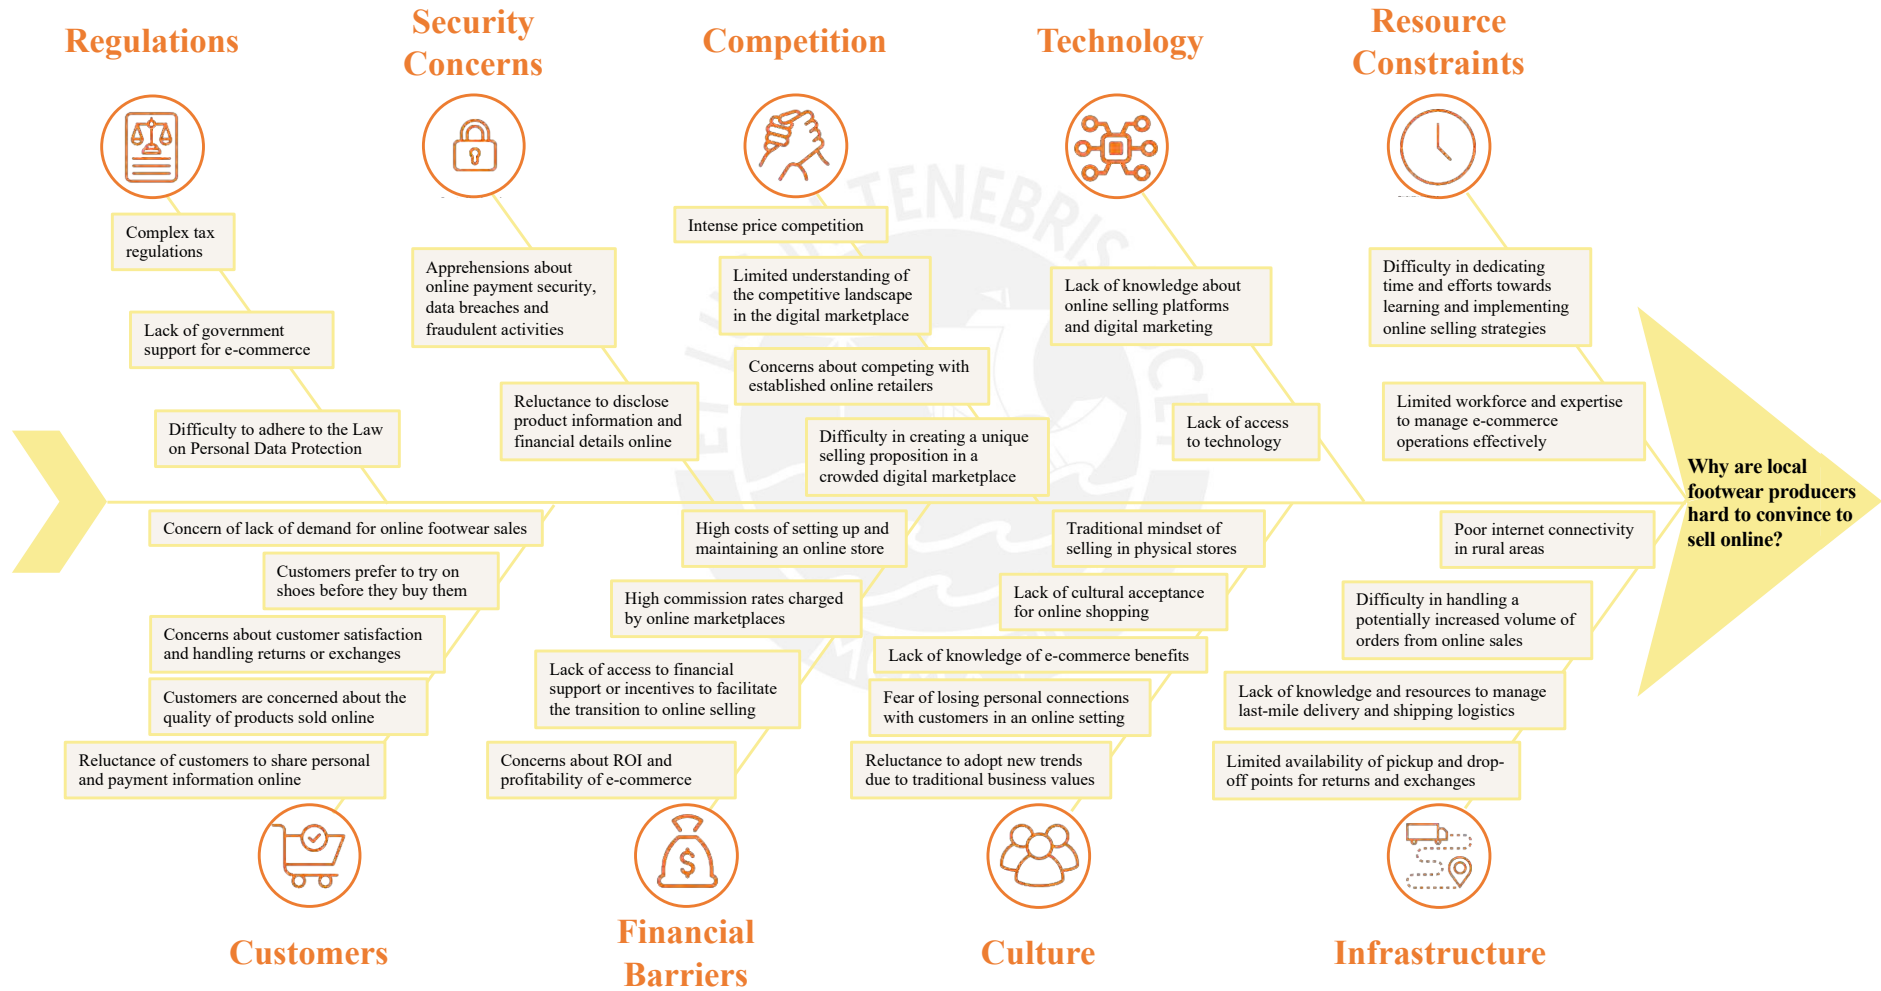 Regulations
Security
Concerns
Competition
Technology
Resource
Constraints
Complex tax
regulations
Lack of government
support for e-commerce
Difficulty to adhere to the Law
on Personal Data Protection
Apprehensions about
online payment security,
data breaches and
fraudulent activities
Reluctance to disclose
product information and
financial details online
Intense price competition
Limited understanding of
the competitive landscape
in the digital marketplace
Concerns about competing with
established online retailers
Difficulty in creating a unique
selling proposition in a
crowded digital marketplace
Lack of knowledge about
online selling platforms
and digital marketing
Lack of access
to technology
Difficulty in dedicating
time and efforts towards
learning and implementing
online selling strategies
Limited workforce and expertise
to manage e-commerce
operations effectively
Why are local
footwear producers
hard to convince to
sell online?
Concern of lack of demand for online footwear sales
Customers prefer to try on
shoes before they buy them
Concerns about customer satisfaction
and handling returns or exchanges
Customers are concerned about the
quality of products sold online
Reluctance of customers to share personal
and payment information online
High costs of setting up and
maintaining an online store
High commission rates charged
by online marketplaces
Lack of access to financial
support or incentives to facilitate
the transition to online selling
Concerns about ROI and
profitability of e-commerce
Traditional mindset of
selling in physical stores
Lack of cultural acceptance
for online shopping
Lack of knowledge of e-commerce benefits
Fear of losing personal connections
with customers in an online setting
Reluctance to adopt new trends
due to traditional business values
Poor internet connectivity
in rural areas
Difficulty in handling a
potentially increased volume of
orders from online sales
Lack of knowledge and resources to manage
last-mile delivery and shipping logistics
Limited availability of pickup and drop-
off points for returns and exchanges
$
Customers
Financial
Barriers
Culture
Infrastructure
TENEBRIS